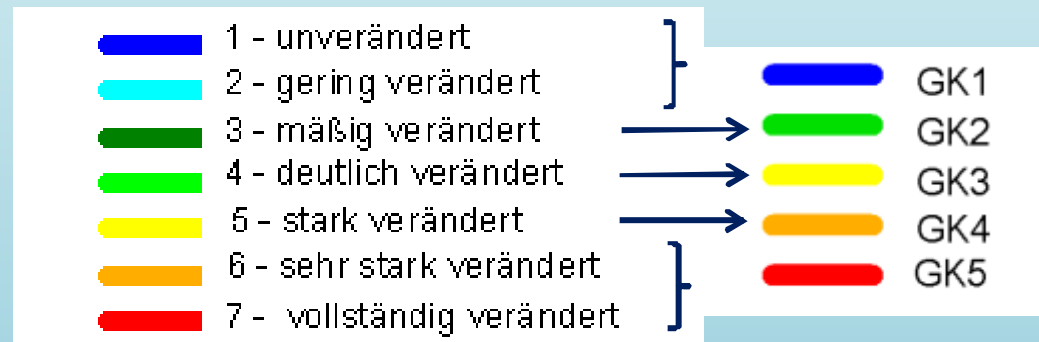 1 - unverändert
2 - gering verändert
3 - mäßig verändert
4 - deutlich verändert
5 - stark verändert
6 - sehr stark verändert
7 - vollständig verändert
GK1
GK2
GK3
GK4
GK5